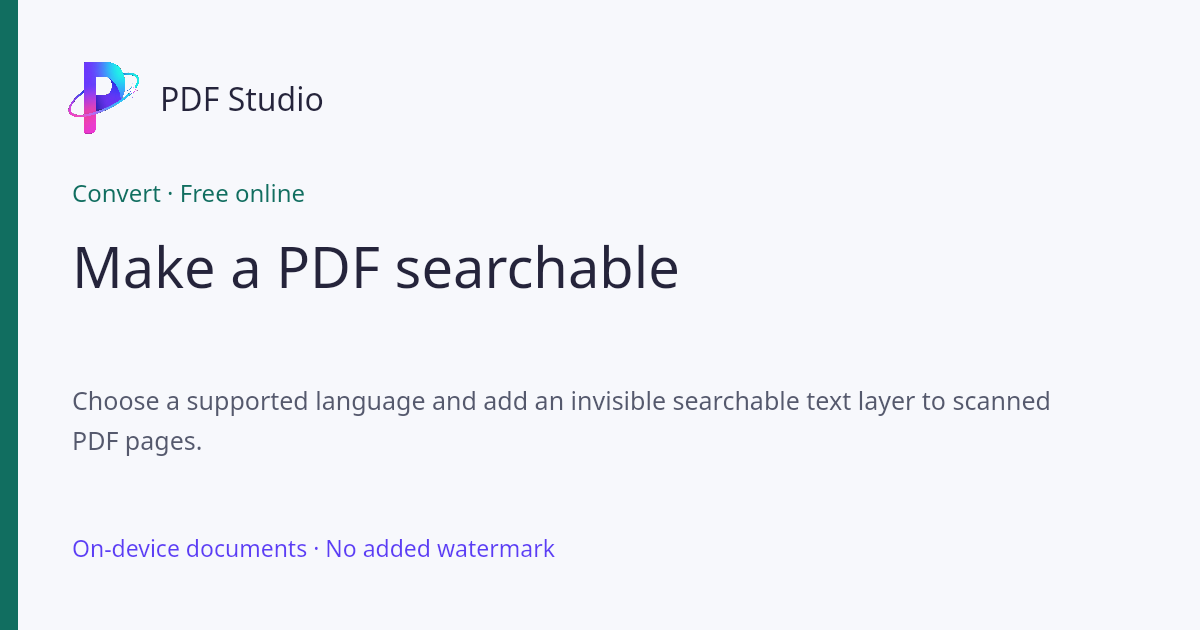 PDF Studio
Convert · Free online
Make a PDF searchable
Choose a supported language and add an invisible searchable text layer to scanned
PDF pages.
On-device documents · No added watermark